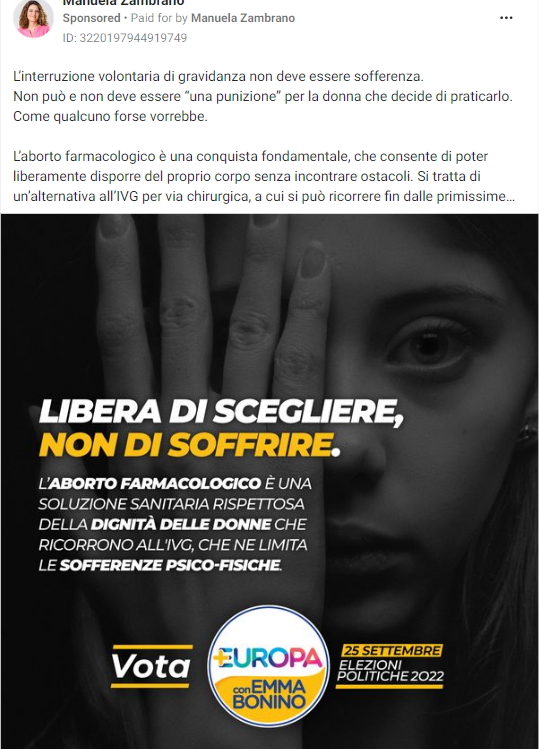 Manuela Zambrano
Sponsored • Paid for by Manuela Zambrano
ID: 3220197944919749
L'interruzione volontaria di gravidanza non deve essere sofferenza.
Non può e non deve essere “una punizione” per la donna che decide di praticarlo.
Come qualcuno forse vorrebbe.
L'aborto farmacologico è una conquista fondamentale, che consente di poter
liberamente disporre del proprio corpo senza incontrare ostacoli. Si tratta di
un'alternativa all'IVG per via chirurgica, a cui si può ricorrere fin dalle primissime...
LIBERA DI SCEGLIERE,
NON DI SOFFRIRE.
L'ABORTO FARMACOLOGICO È UNA
SOLUZIONE SANITARIA RISPETTOSA
DELLA DIGNITÀ DELLE DONNE CHE
RICORRONO ALL'IVG, CHE NE LIMITA
LE SOFFERENZE PSICO-FISICHE.
Vota
+EUROPA
con EMMA
BONINO
25 SETTEMBRE
ELEZIONI
POLITICHE 2022